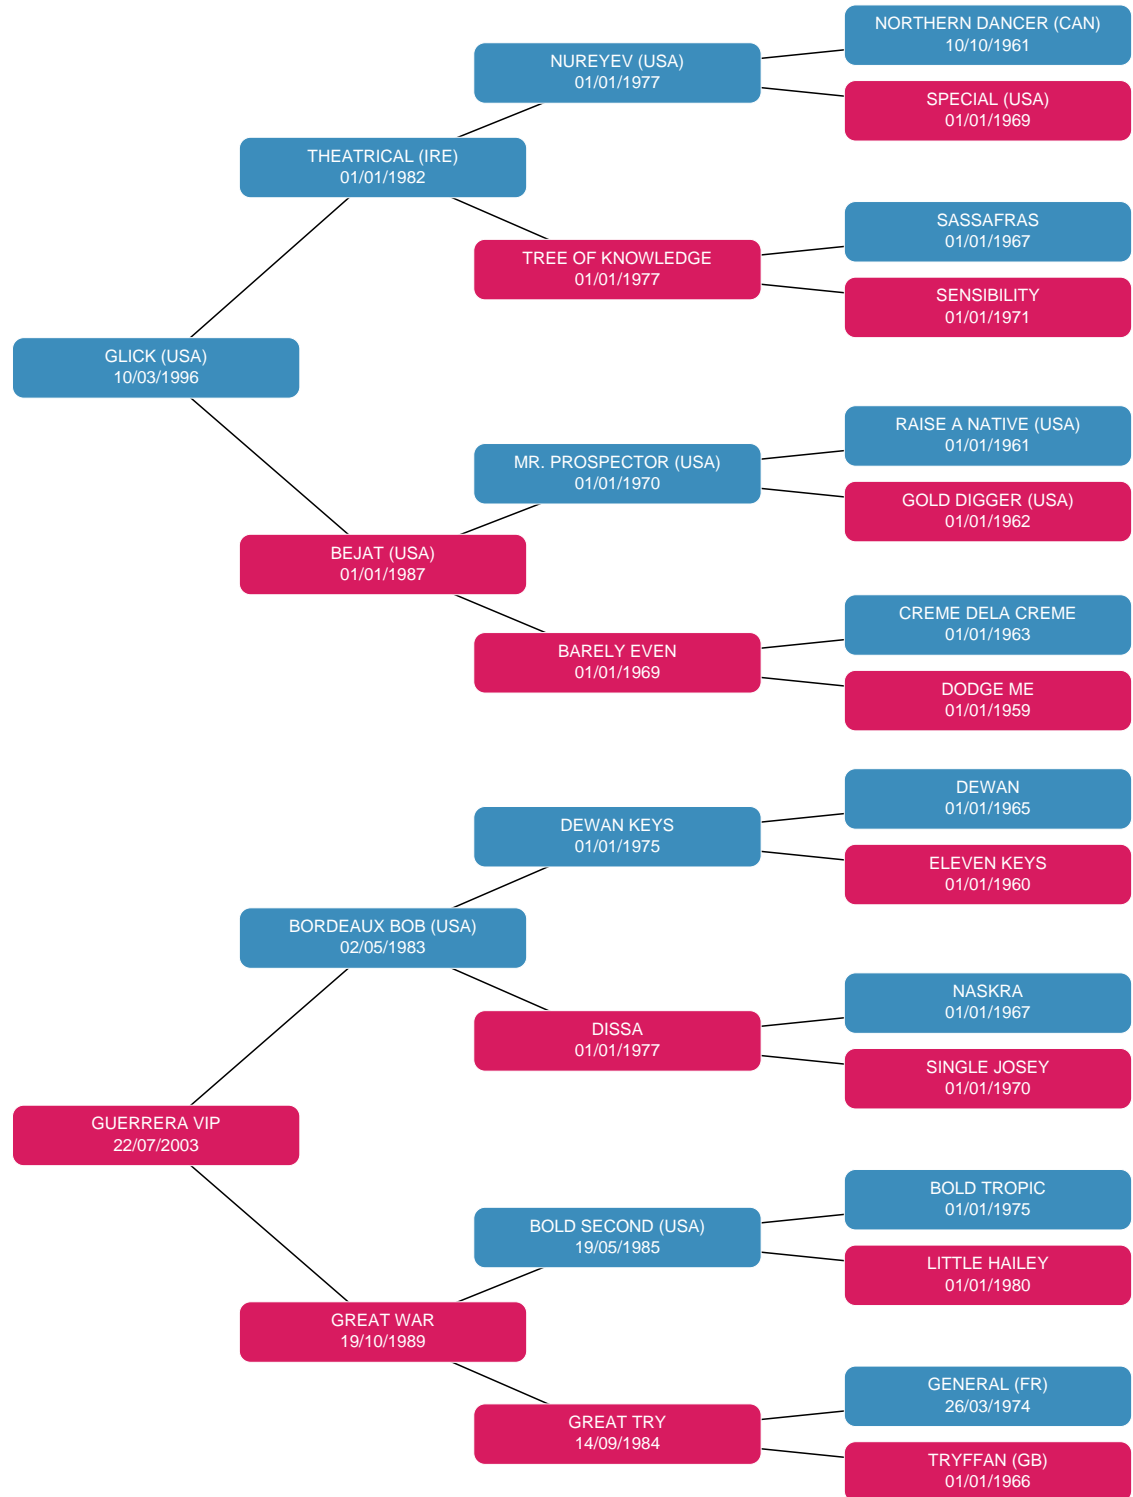 NORTHERN DANCER (CAN)
10/10/1961
NUREYEV (USA)
01/01/1977
SPECIAL (USA)
01/01/1969
THEATRICAL (IRE)
01/01/1982
SASSAFRAS
01/01/1967
TREE OF KNOWLEDGE
01/01/1977
SENSIBILITY
01/01/1971
GLICK (USA)
10/03/1996
RAISE A NATIVE (USA)
01/01/1961
MR. PROSPECTOR (USA)
01/01/1970
GOLD DIGGER (USA)
01/01/1962
BEJAT (USA)
01/01/1987
CREME DELA CREME
01/01/1963
BARELY EVEN
01/01/1969
DODGE ME
01/01/1959
DEWAN
01/01/1965
DEWAN KEYS
01/01/1975
ELEVEN KEYS
01/01/1960
BORDEAUX BOB (USA)
02/05/1983
NASKRA
01/01/1967
DISSA
01/01/1977
SINGLE JOSEY
01/01/1970
GUERRERA VIP
22/07/2003
BOLD TROPIC
01/01/1975
BOLD SECOND (USA)
19/05/1985
LITTLE HAILEY
01/01/1980
GREAT WAR
19/10/1989
GENERAL (FR)
26/03/1974
GREAT TRY
14/09/1984
TRYFFAN (GB)
01/01/1966